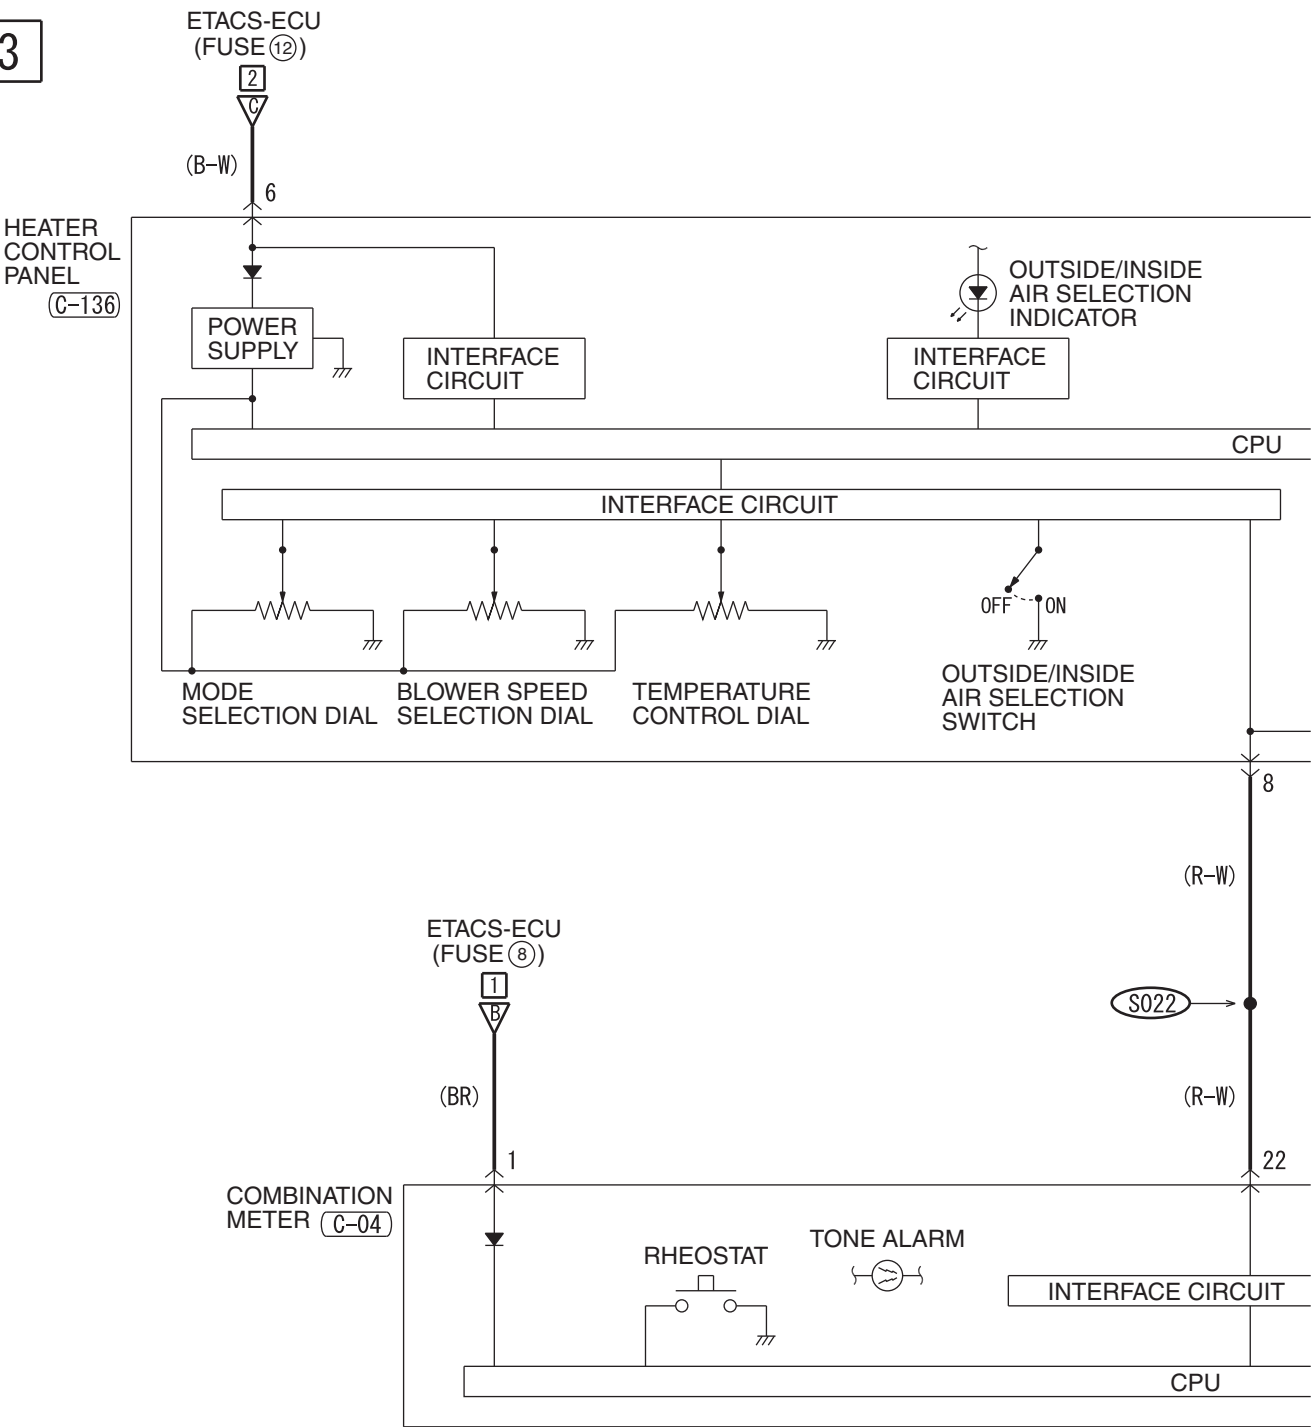 3
ETACS-ECU
(FUSE 12)
2
C
(B-W)
6
HEATER
CONTROL
PANEL
C-136
POWER
SUPPLY
INTERFACE
CIRCUIT
OUTSIDE/INSIDE
AIR SELECTION
INDICATOR
INTERFACE
CIRCUIT
CPU
INTERFACE CIRCUIT
OFF
ON
MODE
SELECTION DIAL
BLOWER SPEED
SELECTION DIAL
TEMPERATURE
CONTROL DIAL
OUTSIDE/INSIDE
AIR SELECTION
SWITCH
8
(R-W)
ETACS-ECU
(FUSE 8)
1
B
S022
(BR)
(R-W)
1
22
COMBINATION
METER C-04
RHEOSTAT
TONE ALARM
INTERFACE CIRCUIT
CPU